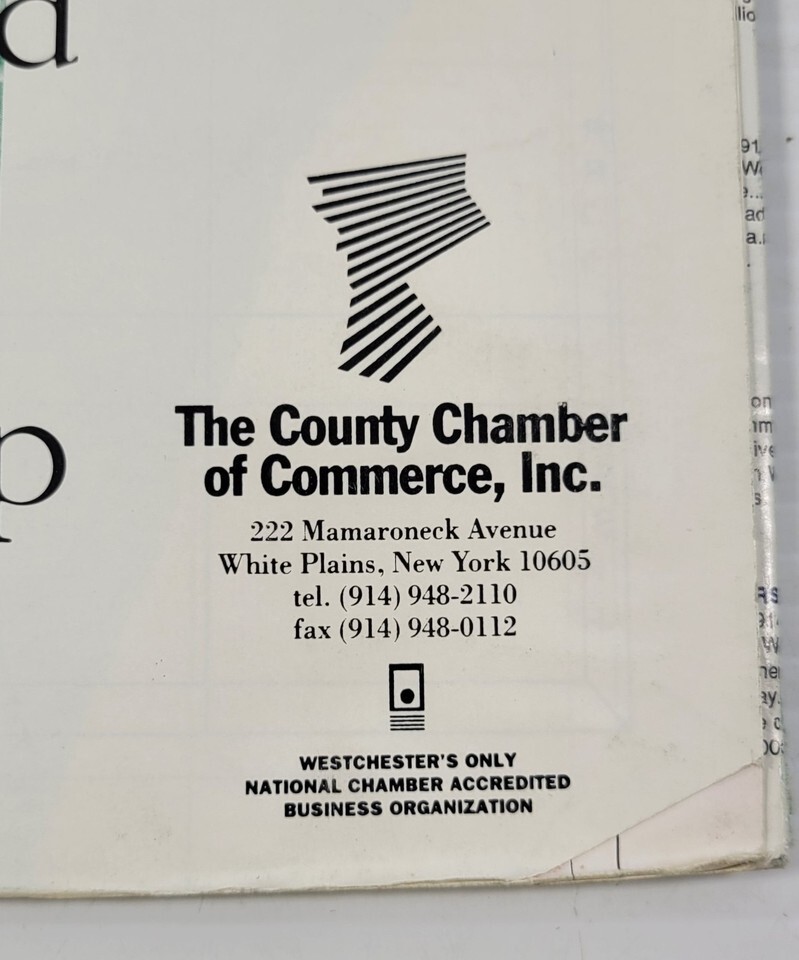 d
p
The County Chamber
of Commerce, Inc.
222 Mamaroneck Avenue
White Plains, New York 10605
tel. (914) 948-2110
fax (914) 948-0112
WESTCHESTER'S ONLY
NATIONAL CHAMBER ACCREDITED
BUSINESS ORGANIZATION